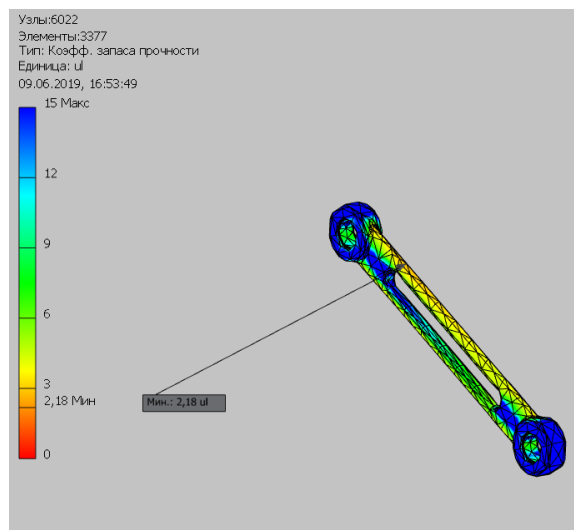 Узлы:6022
Элементы:3377
Тип: Коэфф. запаса прочности
Единица: ul
09.06.2019, 16:53:49
15 Макс
12
9
6
3
2,18 Мин
0
Мин.: 2,18 ul